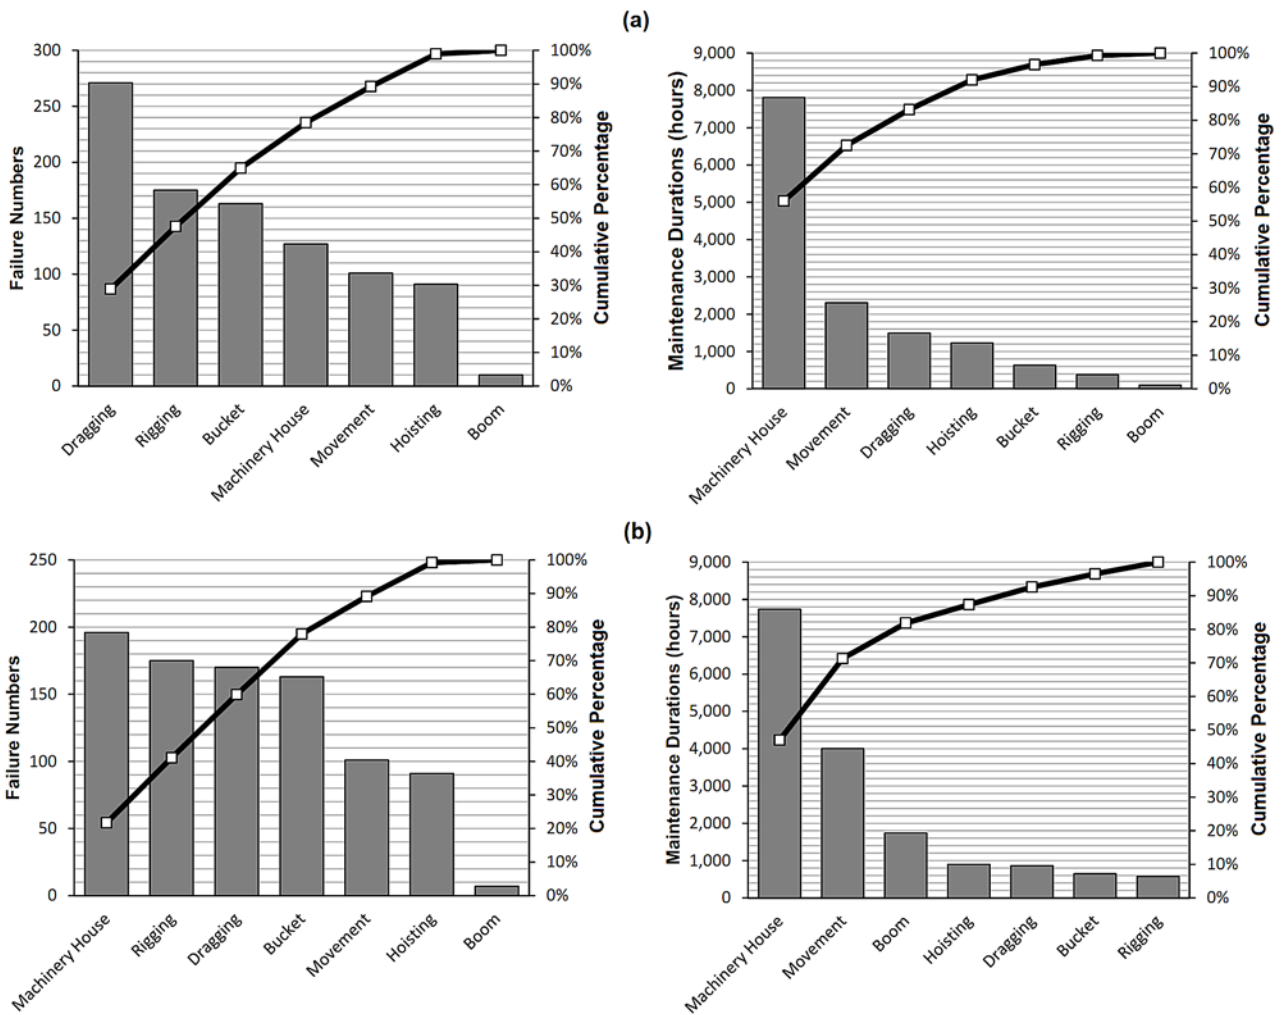 (a)
Failure Numbers
300
250
200
150
100
50
0
100%
90%
80%
70%
60%
50%
40%
30%
20%
10%
0%
Cumulative Percentage
Dragging
Rigging
Bucket
Machinery House
Movement
Hoisting
Boom
Maintenance Durations (hours)
9,000
8,000
7,000
6,000
5,000
4,000
3,000
2,000
1,000
0
100%
90%
80%
70%
60%
50%
40%
30%
20%
10%
0%
Cumulative Percentage
Machinery House
Movement
Dragging
Hoisting
Bucket
Rigging
Boom
(b)
Failure Numbers
250
200
150
100
50
0
100%
90%
80%
70%
60%
50%
40%
30%
20%
10%
0%
Cumulative Percentage
Machinery House
Rigging
Dragging
Bucket
Movement
Hoisting
Boom
Maintenance Durations (hours)
9,000
8,000
7,000
6,000
5,000
4,000
3,000
2,000
1,000
0
100%
90%
80%
70%
60%
50%
40%
30%
20%
10%
0%
Cumulative Percentage
Machinery House
Movement
Boom
Hoisting
Dragging
Bucket
Rigging